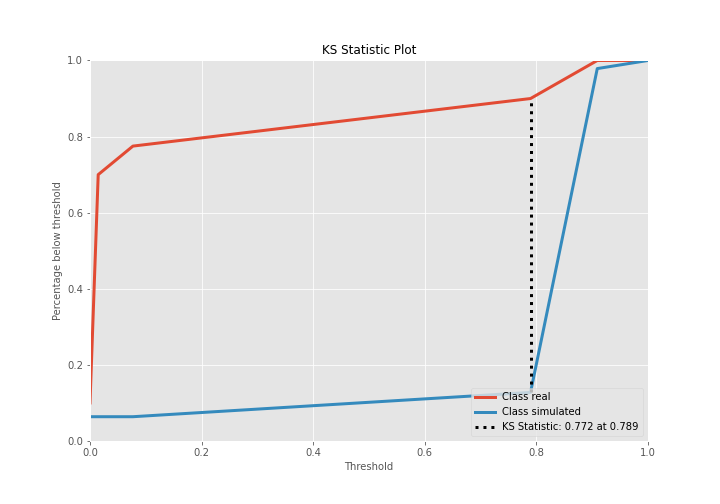 KS Statistic Plot
1.0
0.8
0.6
0.4
0.2
0.0
Percentage below threshold
0.0 0.2 0.4 0.6 0.8 1.0
Threshold
Class real
Class simulated
KS Statistic: 0.772 at 0.789